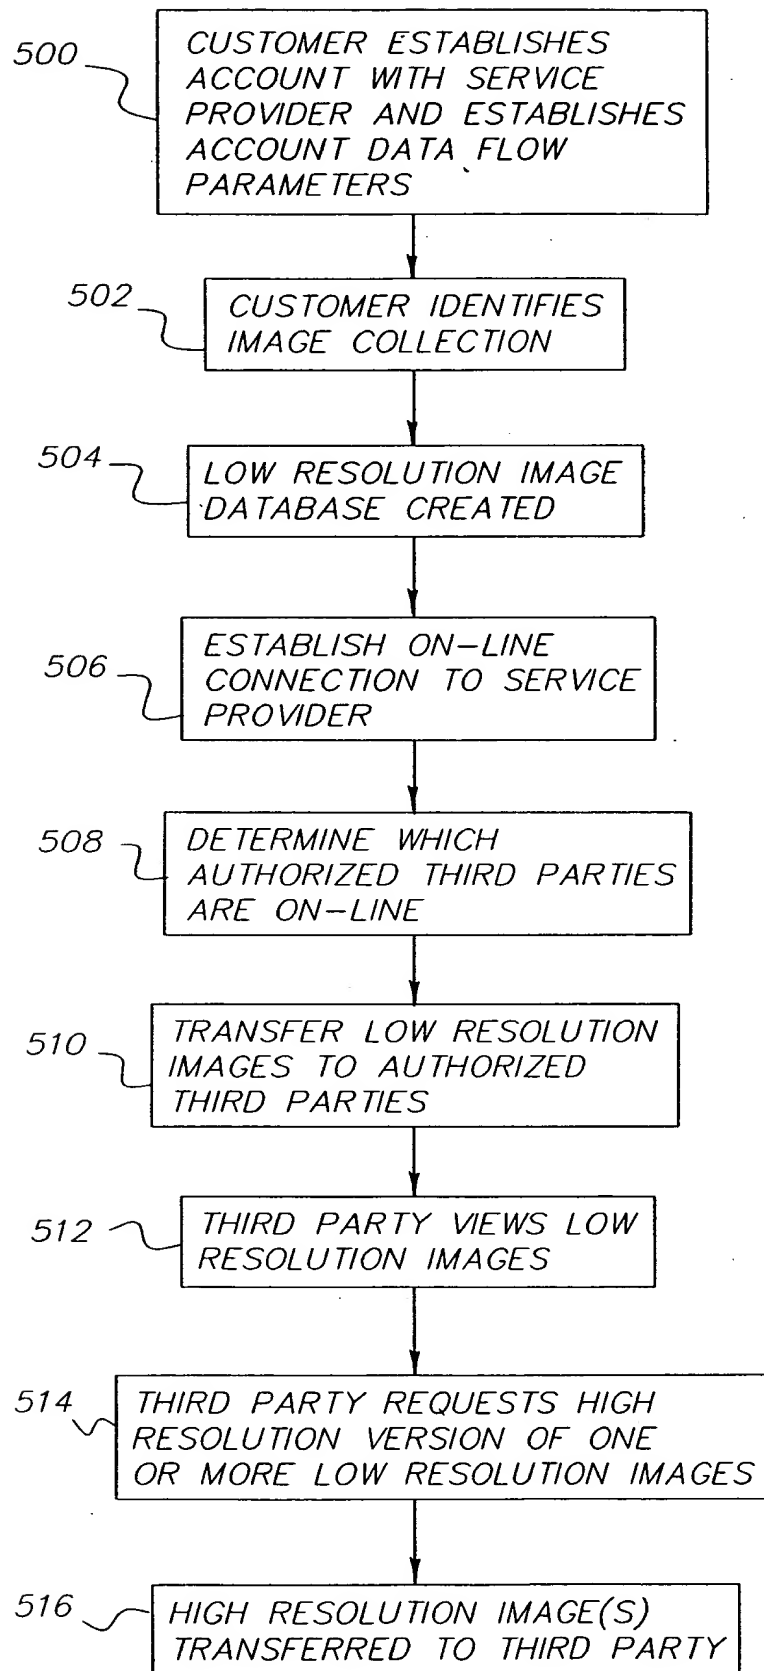 500
CUSTOMER ESTABLISHES
ACCOUNT WITH SERVICE
PROVIDER AND ESTABLISHES
ACCOUNT DATA FLOW
PARAMETERS
502
CUSTOMER IDENTIFIES
IMAGE COLLECTION
504
LOW RESOLUTION IMAGE
DATABASE CREATED
506
ESTABLISH ON-LINE
CONNECTION TO SERVICE
PROVIDER
508
DETERMINE WHICH
AUTHORIZED THIRD PARTIES
ARE ON-LINE
510
TRANSFER LOW RESOLUTION
IMAGES TO AUTHORIZED
THIRD PARTIES
512
THIRD PARTY VIEWS LOW
RESOLUTION IMAGES
514
THIRD PARTY REQUESTS HIGH
RESOLUTION VERSION OF ONE
OR MORE LOW RESOLUTION IMAGES
516
HIGH RESOLUTION IMAGE(S)
TRANSFERRED TO THIRD PARTY